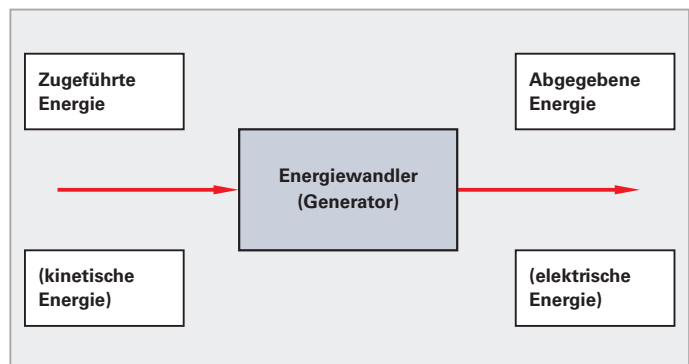 Zugeführte
Energie
Abgegebene
Energie
Energiewandler
(Generator)
(kinetische
Energie)
(elektrische
Energie)